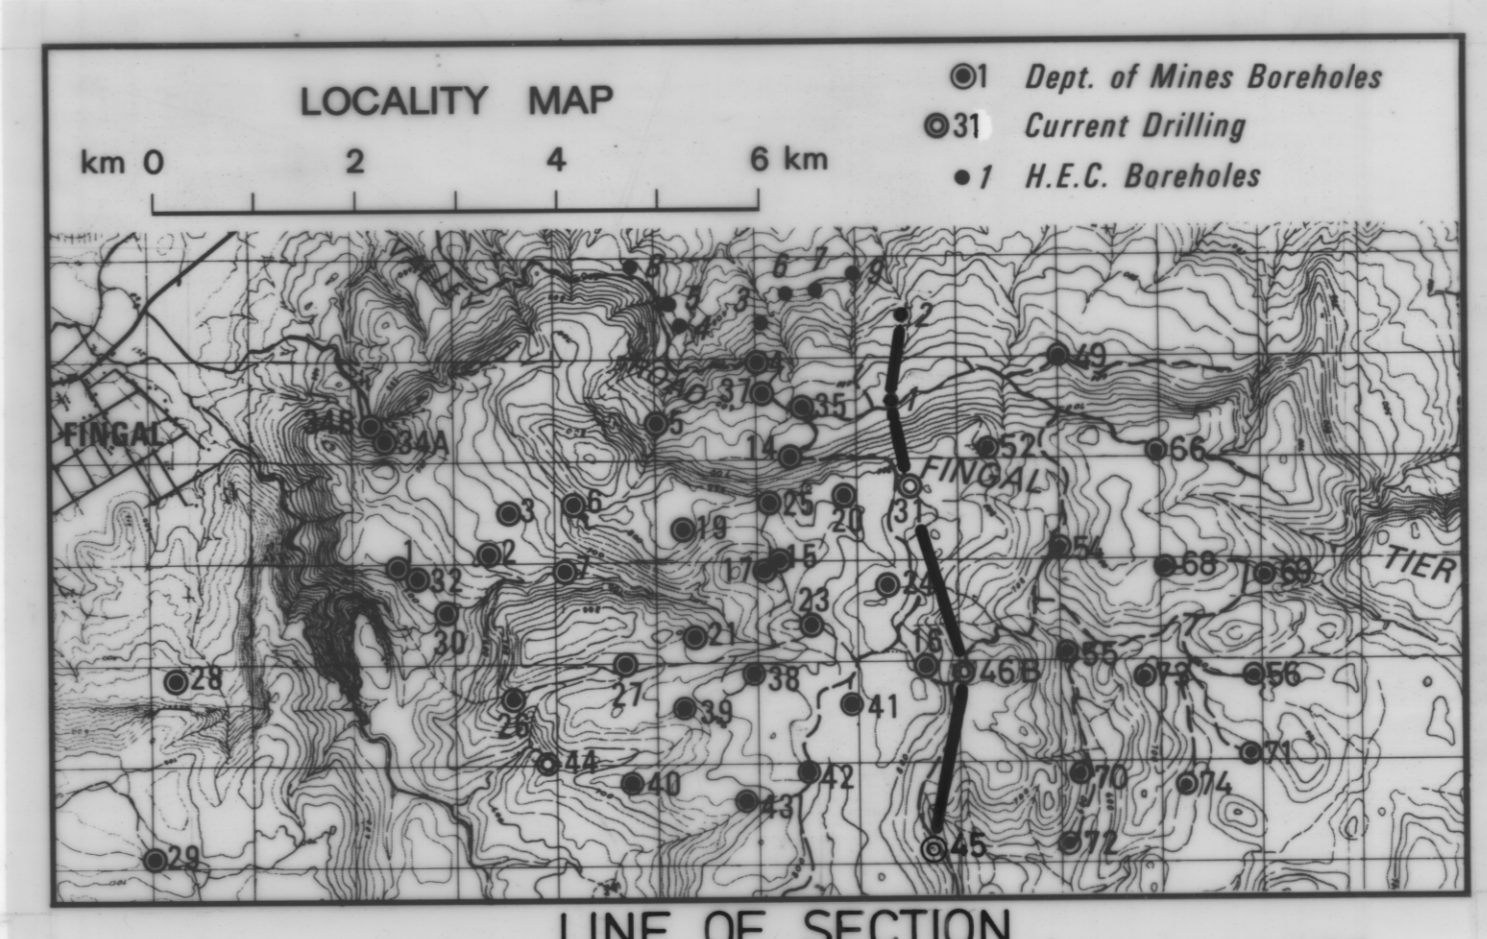 LOCALITY MAP
km 0 2 4 6 km
1 Dept. of Mines Boreholes
31 Current Drilling
1 H.E.C. Boreholes
8
6 7 9
5 3
4 2
4 49
37 35 1
34B 5
FINGAL 34A 14 52 66
FINGAL
3 6 25 20 31
19
1 2 7 17 15 54 68 69 TIER
32 24
30 23
21 16 55
28 27 38 46B 73 56
26 39 41
44 71
40 42 70 74
43
29 45 72
LINE OF SECTION